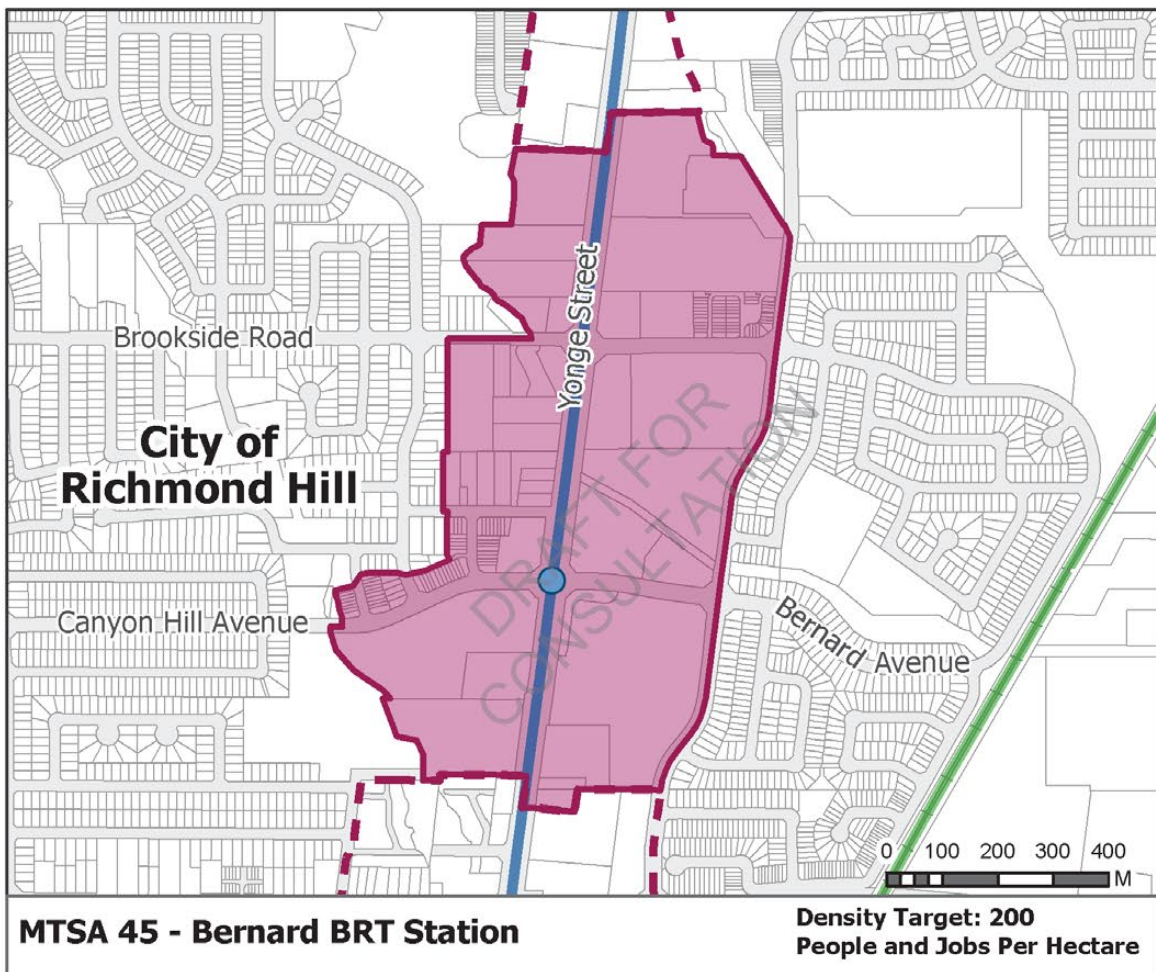 Yonge Street
Brookside Road
City of
Richmond Hill
DRAFT FOR
CONSULTATION
Canyon Hill Avenue
Bernard Avenue
0 100 200 300 400
M
MTSA 45 - Bernard BRT Station
Density Target: 200
People and Jobs Per Hectare